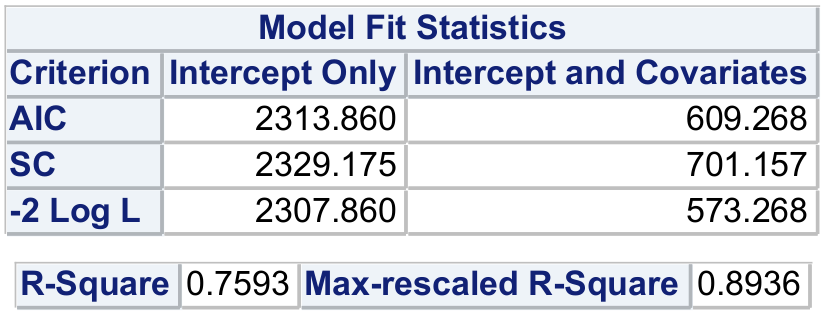 Model Fit Statistics
Criterion Intercept Only Intercept and Covariates
AIC 2313.860 609.268
SC 2329.175 701.157
-2 Log L 2307.860 573.268
R-Square 0.7593 Max-rescaled R-Square 0.8936